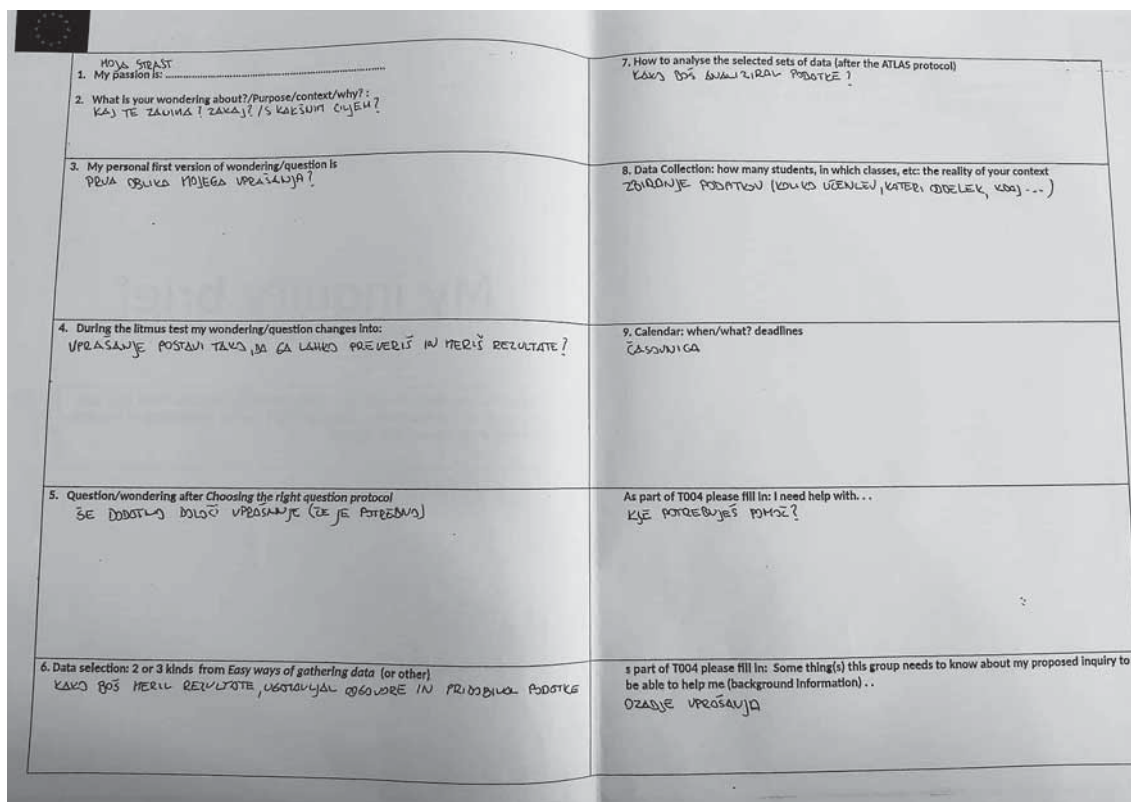 MOJA STRAST
1. My passion is: ........................................................................
2. What is your wondering about?/Purpose/context/why? :
KAJ TE ZANIMA? ZAKAJ? /S KAKŠNIM CILJEM?
3. My personal first version of wondering/question is
PRVA OBLIKA MOJEGA VPRAŠANJA?
4. During the litmus test my wondering/question changes into:
VPRAŠANJE POSTAVI TAKO, DA GA LAHKO PREVERIŠ IN MERIŠ REZULTATE?
5. Question/wondering after Choosing the right question protocol
ŠE DODATNO DOLOČI VPRAŠANJE (ČE JE POTREBNO)
6. Data selection: 2 or 3 kinds from Easy ways of gathering data (or other)
KAKO BOŠ MERIL REZULTATE, UGOTAVLJAL ODGOVORE IN PRIDOBIVAL PODATKE
7. How to analyse the selected sets of data (after the ATLAS protocol)
KAKO BOŠ ANALIZIRAL PODATKE?
8. Data Collection: how many students, in which classes, etc: the reality of your context
ZBIRANJE PODATKOV (KOLIKO UČENCEV, KATERI ODDELEK, KDAJ ...)
9. Calendar: when/what? deadlines
ČASOVNICA
As part of T004 please fill in: I need help with. . .
KJE POTREBUJEŠ POMOČ?
s part of T004 please fill in: Some thing(s) this group needs to know about my proposed inquiry to
be able to help me (background information) . .
OZADJE VPRAŠANJA
My inquiry brief